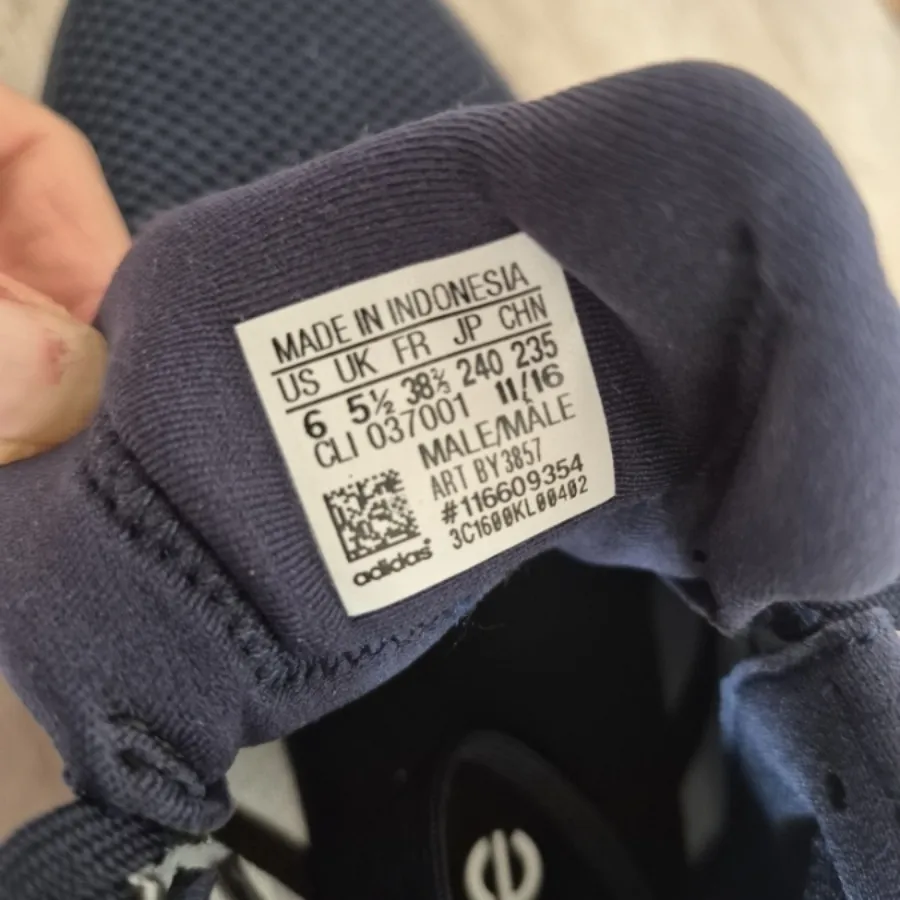 MADE IN INDONESIA
US UK FR JP CHN
6 5½ 38⅔ 240 235
CLI 037001 11/16
MALE/MÂLE
ART BY3857
#116609354
3C1600KL00402
adidas